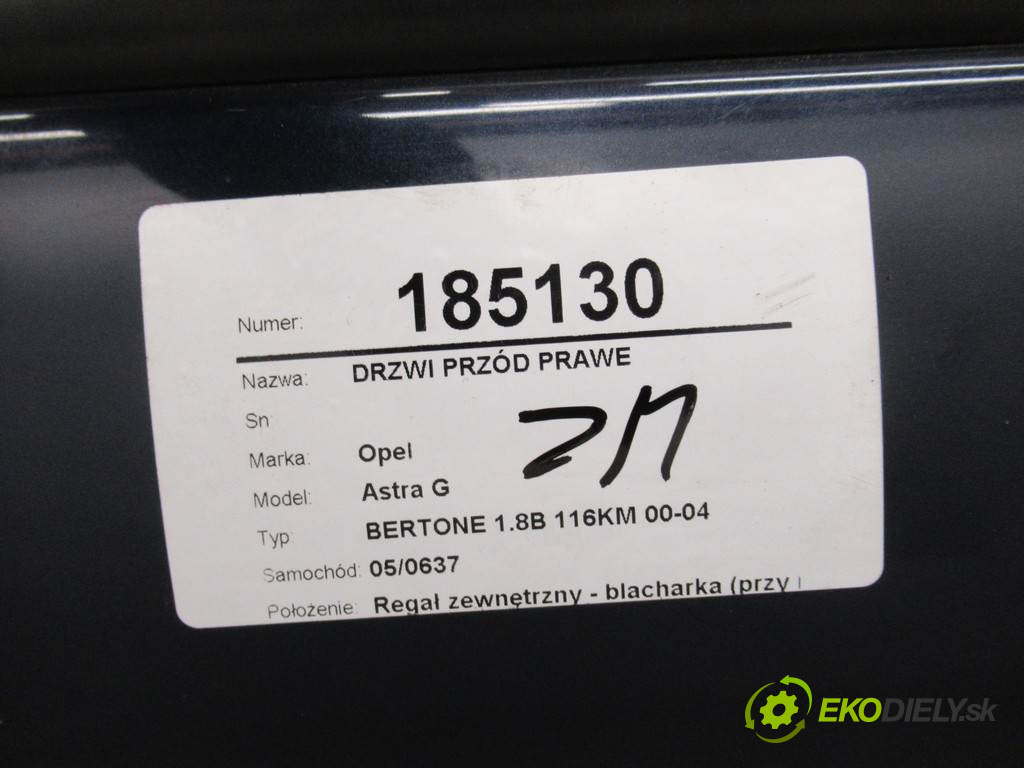 Numer: 185130
Nazwa: DRZWI PRZÓD PRAWE
Sn
Marka: Opel
Model: Astra G
Typ: BERTONE 1.8B 116KM 00-04
Samochód: 05/0637
Położenie: Regał zewnętrzny - blacharka (przy
EKODIELY.sk